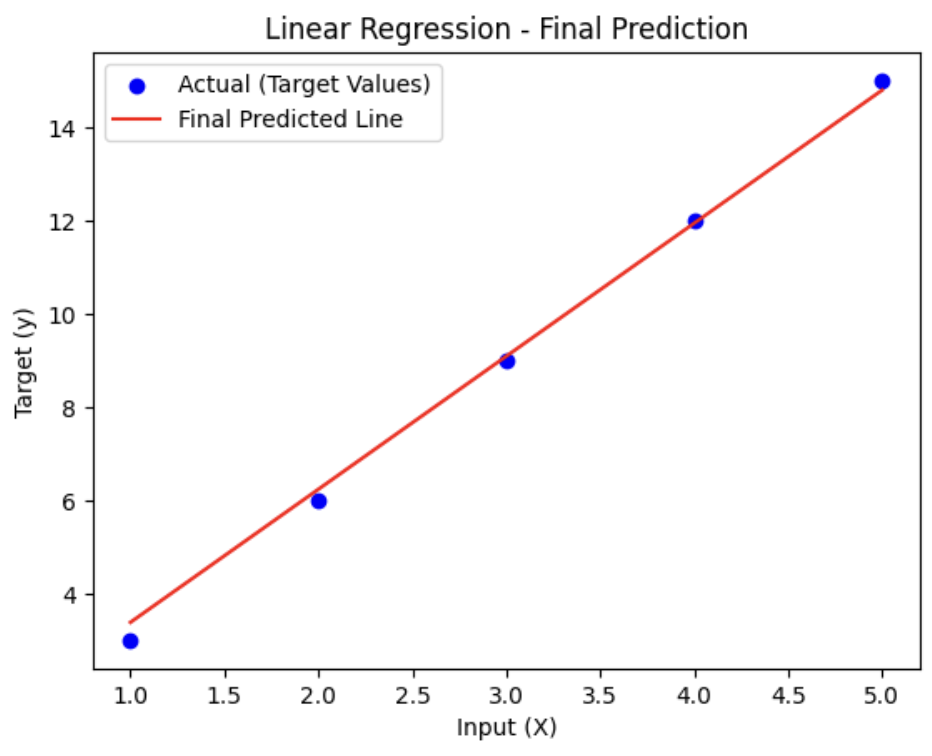 Linear Regression - Final Prediction
Actual (Target Values)
Final Predicted Line
14
12
10
8
6
4
Target (y)
1.0 1.5 2.0 2.5 3.0 3.5 4.0 4.5 5.0
Input (X)